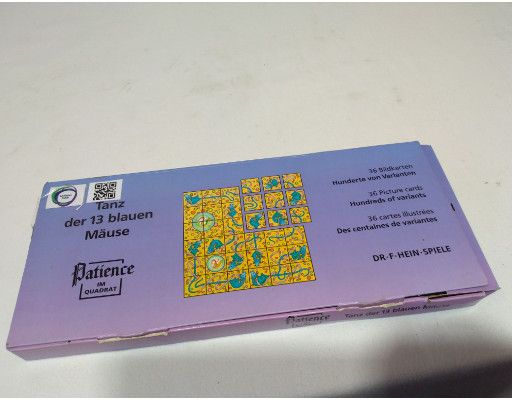 Tanz
der 13 blauen
Mäuse
Patience
IM
QUADRAT
36 Bildkarten
Hunderte von Varianten
36 Picture cards
Hundreds of variants
36 cartes illustrées
Des centaines de variantes
DR·F·HEIN·SPIELE
Patience
Tanz der 13 blauen Mäuse